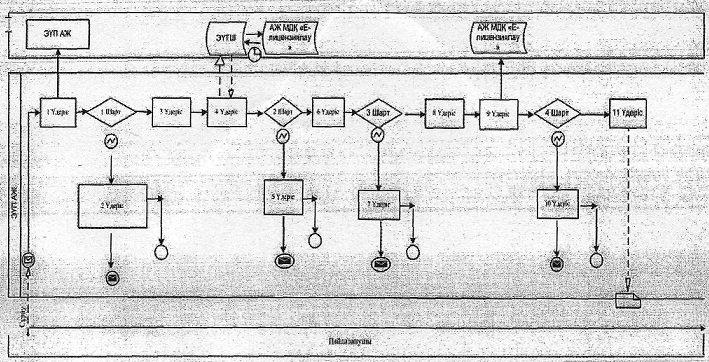 ЭҮП АЖ
ЭҮТШ
АЖ МДҚ «Е-
лицензиялау
»
АЖ МДҚ «Е-
лицензиялау
»
1 Үдеріс
1 Шарт
3 Үдеріс
4 Үдеріс
2 Шарт
6 Үдеріс
3 Шарт
8 Үдеріс
9 Үдеріс
4 Шарт
11 Үдеріс
2 Үдеріс
5 Үдеріс
7 Үдеріс
10 Үдеріс
ЭҮП АЖ
Сұрау
Пайдаланушы